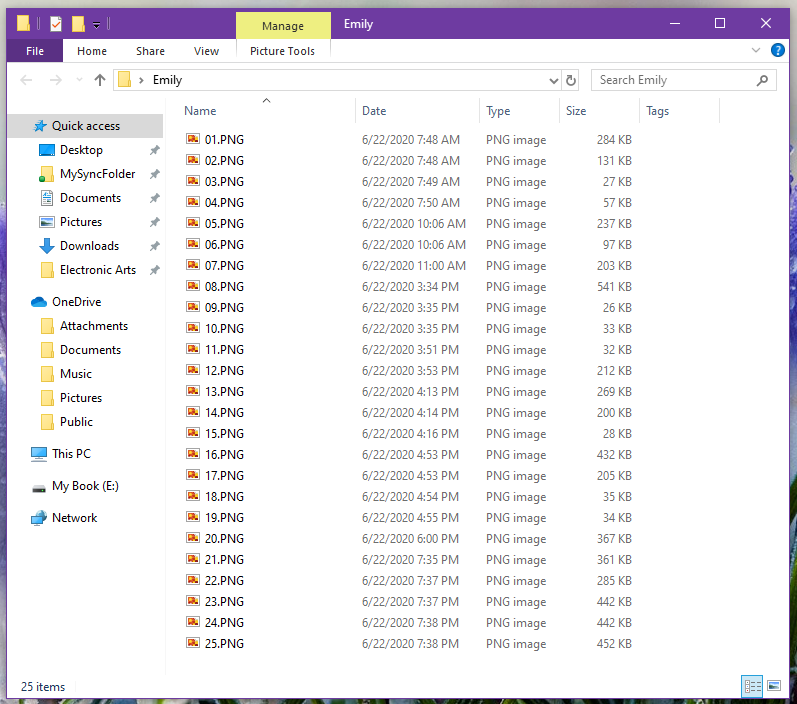 Manage
Emily
File
Home
Share
View
Picture Tools
Emily
Search Emily
Quick access
Desktop
MySyncFolder
Documents
Pictures
Downloads
Electronic Arts
OneDrive
Attachments
Documents
Music
Pictures
Public
This PC
My Book (E:)
Network
Name Date Type Size Tags
01.PNG 6/22/2020 7:48 AM PNG image 284 KB
02.PNG 6/22/2020 7:48 AM PNG image 131 KB
03.PNG 6/22/2020 7:49 AM PNG image 27 KB
04.PNG 6/22/2020 7:50 AM PNG image 57 KB
05.PNG 6/22/2020 10:06 AM PNG image 237 KB
06.PNG 6/22/2020 10:06 AM PNG image 97 KB
07.PNG 6/22/2020 11:00 AM PNG image 203 KB
08.PNG 6/22/2020 3:34 PM PNG image 541 KB
09.PNG 6/22/2020 3:35 PM PNG image 26 KB
10.PNG 6/22/2020 3:35 PM PNG image 33 KB
11.PNG 6/22/2020 3:51 PM PNG image 32 KB
12.PNG 6/22/2020 3:53 PM PNG image 212 KB
13.PNG 6/22/2020 4:13 PM PNG image 269 KB
14.PNG 6/22/2020 4:14 PM PNG image 200 KB
15.PNG 6/22/2020 4:16 PM PNG image 28 KB
16.PNG 6/22/2020 4:53 PM PNG image 432 KB
17.PNG 6/22/2020 4:53 PM PNG image 205 KB
18.PNG 6/22/2020 4:54 PM PNG image 35 KB
19.PNG 6/22/2020 4:55 PM PNG image 34 KB
20.PNG 6/22/2020 6:00 PM PNG image 367 KB
21.PNG 6/22/2020 7:35 PM PNG image 361 KB
22.PNG 6/22/2020 7:37 PM PNG image 285 KB
23.PNG 6/22/2020 7:37 PM PNG image 442 KB
24.PNG 6/22/2020 7:38 PM PNG image 442 KB
25.PNG 6/22/2020 7:38 PM PNG image 452 KB
25 items